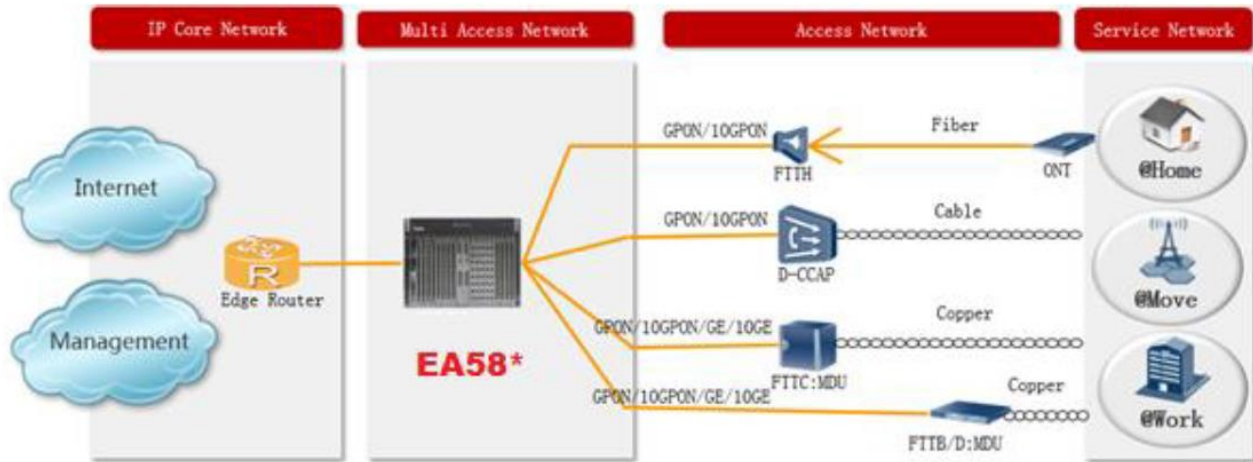 IP Core Network
Multi Access Network
Access Network
Service Network
Internet
Management
R
Edge Router
EA58*
GPON/10GPON
FTTH
Fiber
ONT
@Home
GPON/10GPON
D-CCAP
Cable
@Move
GPON/10GPON/GE/10GE
FTTC:MDU
Copper
GPON/10GPON/GE/10GE
FTTB/D:MDU
Copper
@Work